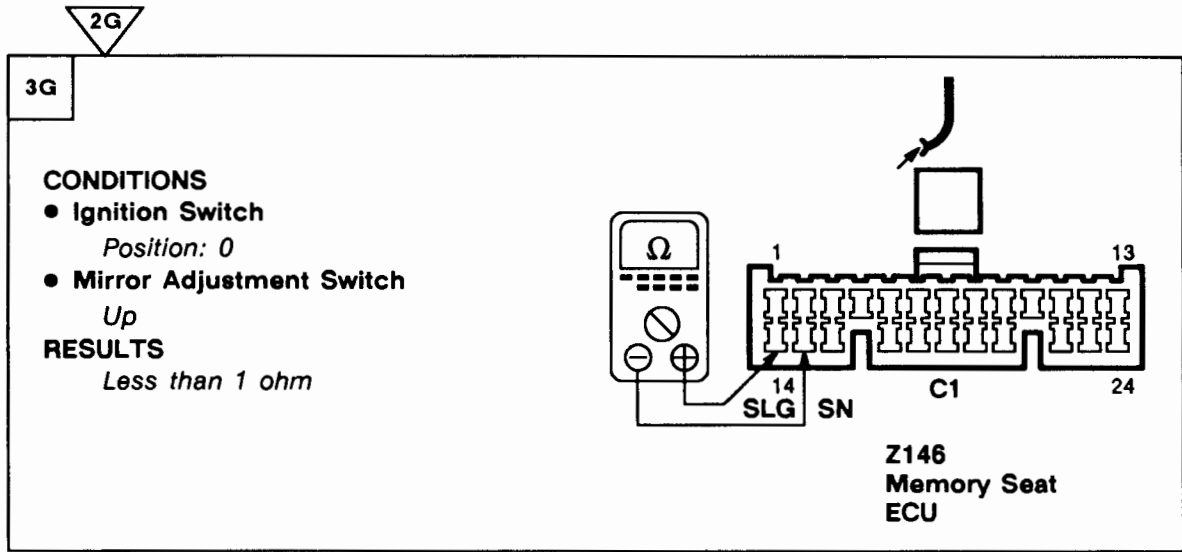 2G
3G
CONDITIONS
● Ignition Switch
Position: 0
● Mirror Adjustment Switch
Up
RESULTS
Less than 1 ohm
Ω
− +
1 13
14 24
SLG SN
C1
Z146
Memory Seat
ECU